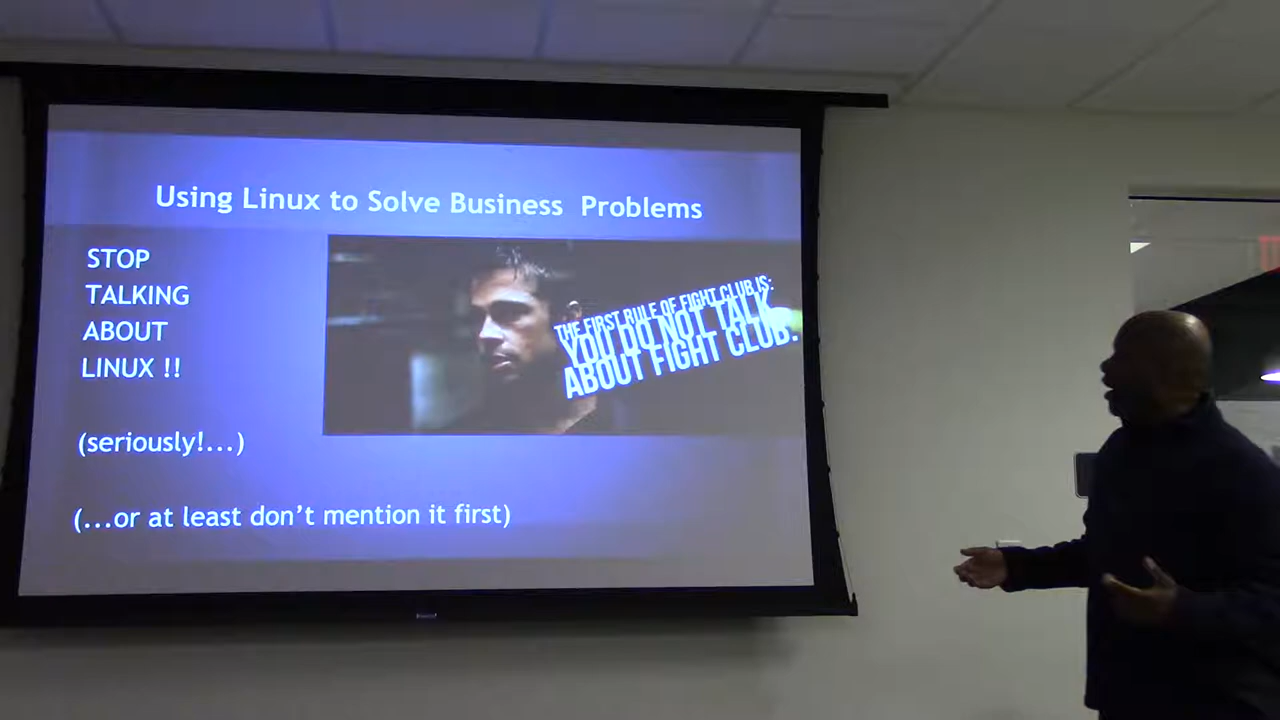 Using Linux to Solve Business Problems
STOP
TALKING
ABOUT
LINUX !!
THE FIRST RULE OF FIGHT CLUB IS:
YOU DO NOT TALK
ABOUT FIGHT CLUB.
(seriously!...)
(...or at least don't mention it first)